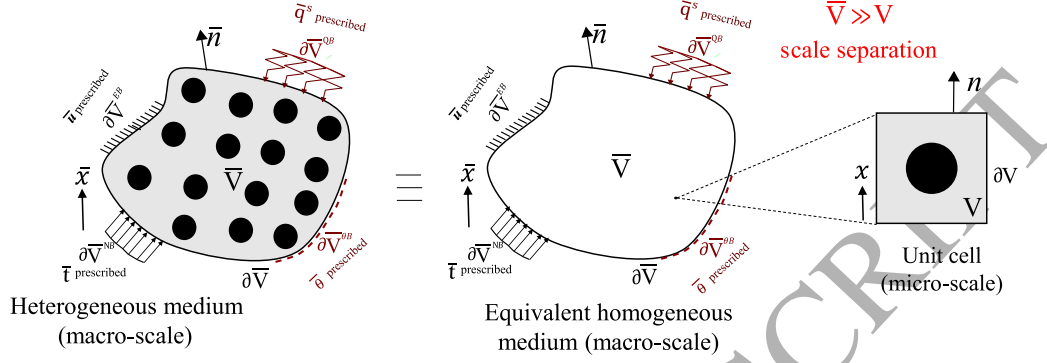 q̄ˢ prescribed
∂V̄^QB
n̄
ū prescribed
∂V̄^EB
x̄
V̄
∂V̄^NB
t̄ prescribed
∂V̄
∂V̄^θB
θ̄ prescribed
Heterogeneous medium
(macro-scale)
q̄ˢ prescribed
∂V̄^QB
n̄
ū prescribed
∂V̄^EB
x̄
V̄
∂V̄^NB
t̄ prescribed
∂V̄
∂V̄^θB
θ̄ prescribed
Equivalent homogeneous
medium (macro-scale)
V̄ ≫ V
scale separation
n
x
∂V
V
Unit cell
(micro-scale)
SCRIPT